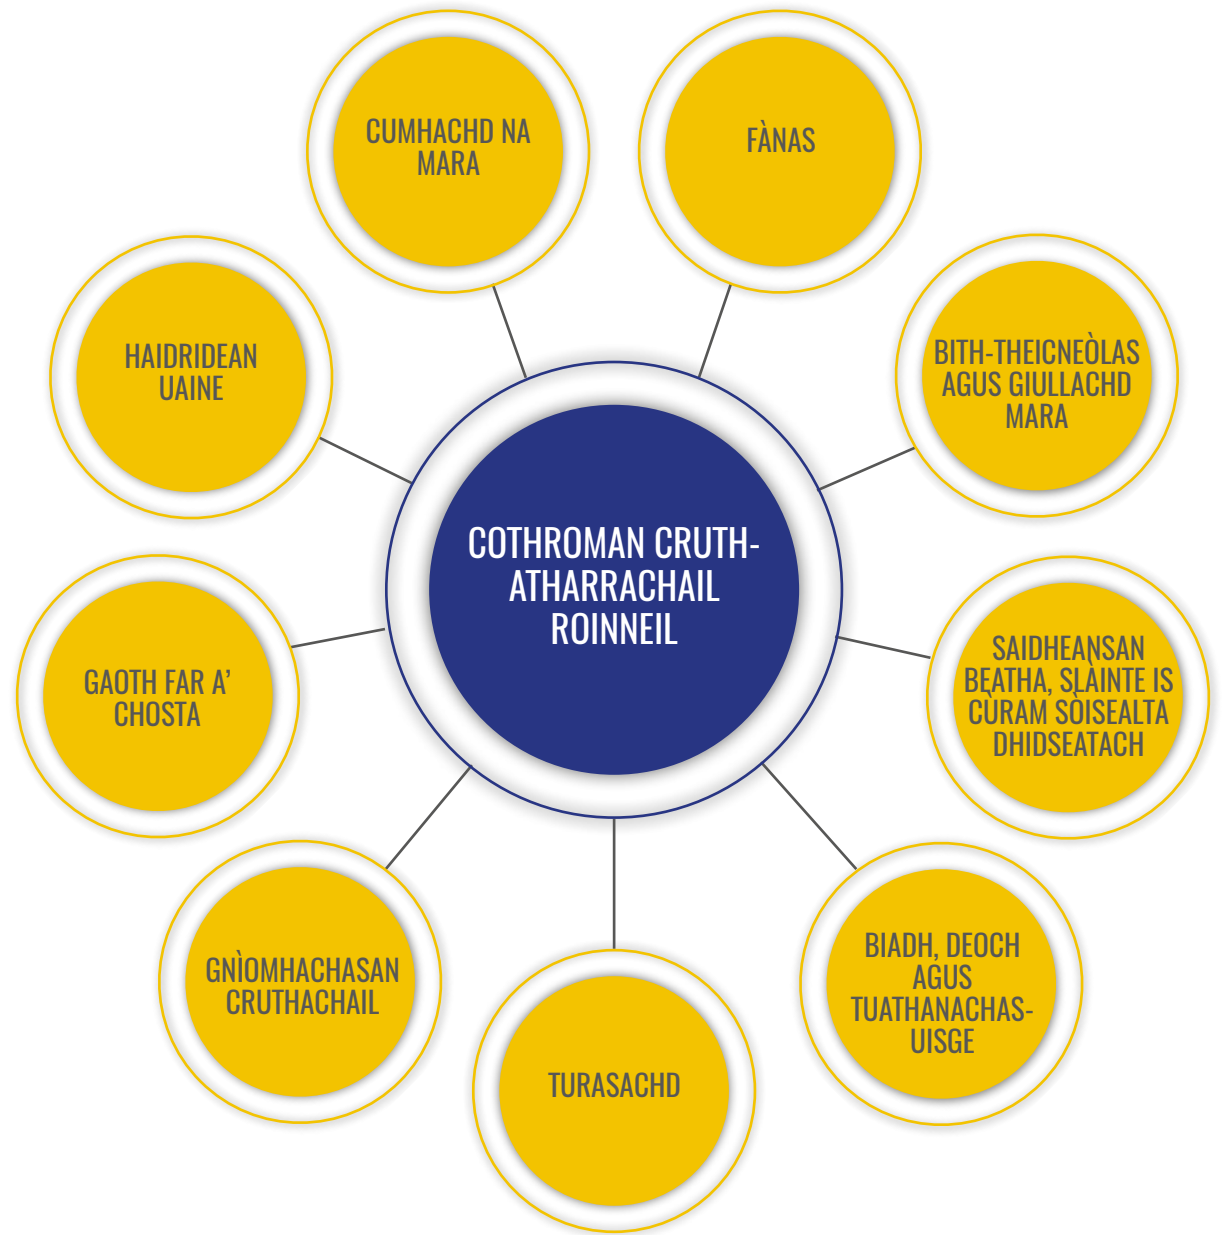 CUMHACHD NA
MARA
FÀNAS
HAIDRIDEAN
UAINE
BITH-THEICNEÒLAS
AGUS GIULLACHD
MARA
COTHROMAN CRUTH-
ATHARRACHAIL
ROINNEIL
GAOTH FAR A’
CHOSTA
SAIDHEANSAN
BEATHA, SLÀINTE IS
CÙRAM SÒISEALTA
DHIDSEATACH
GNÌOMHACHASAN
CRUTHACHAIL
BIADH, DEOCH
AGUS
TUATHANACHAS-
UISGE
TURASACHD